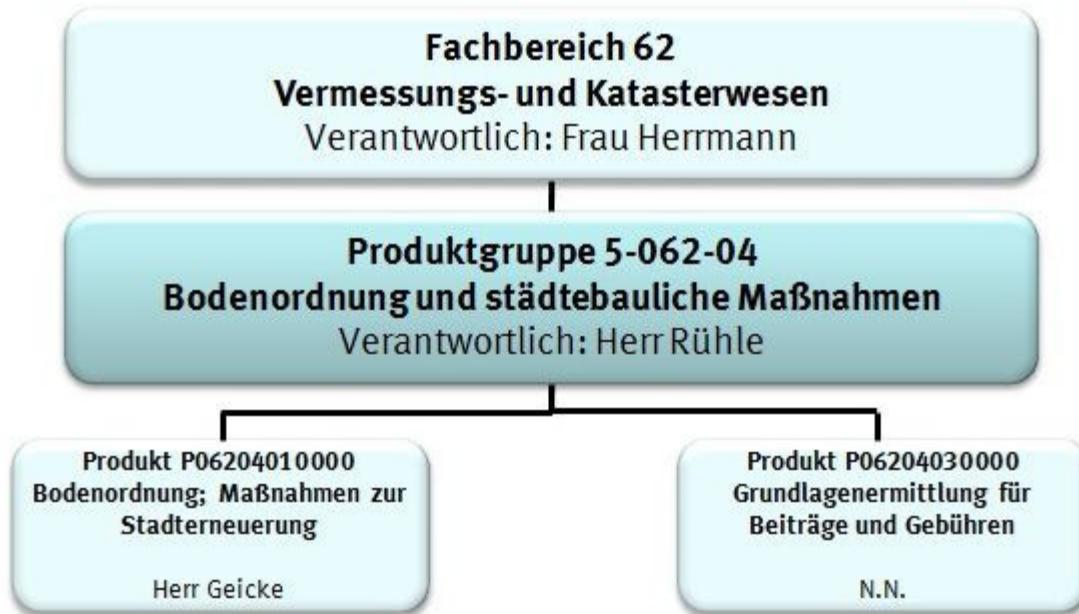 Fachbereich 62
Vermessungs- und Katasterwesen
Verantwortlich: Frau Herrmann
Produktgruppe 5-062-04
Bodenordnung und städtebauliche Maßnahmen
Verantwortlich: Herr Rühle
Produkt P06204010000
Bodenordnung; Maßnahmen zur
Stadterneuerung
Herr Geicke
Produkt P06204030000
Grundlagenermittlung für
Beiträge und Gebühren
N.N.